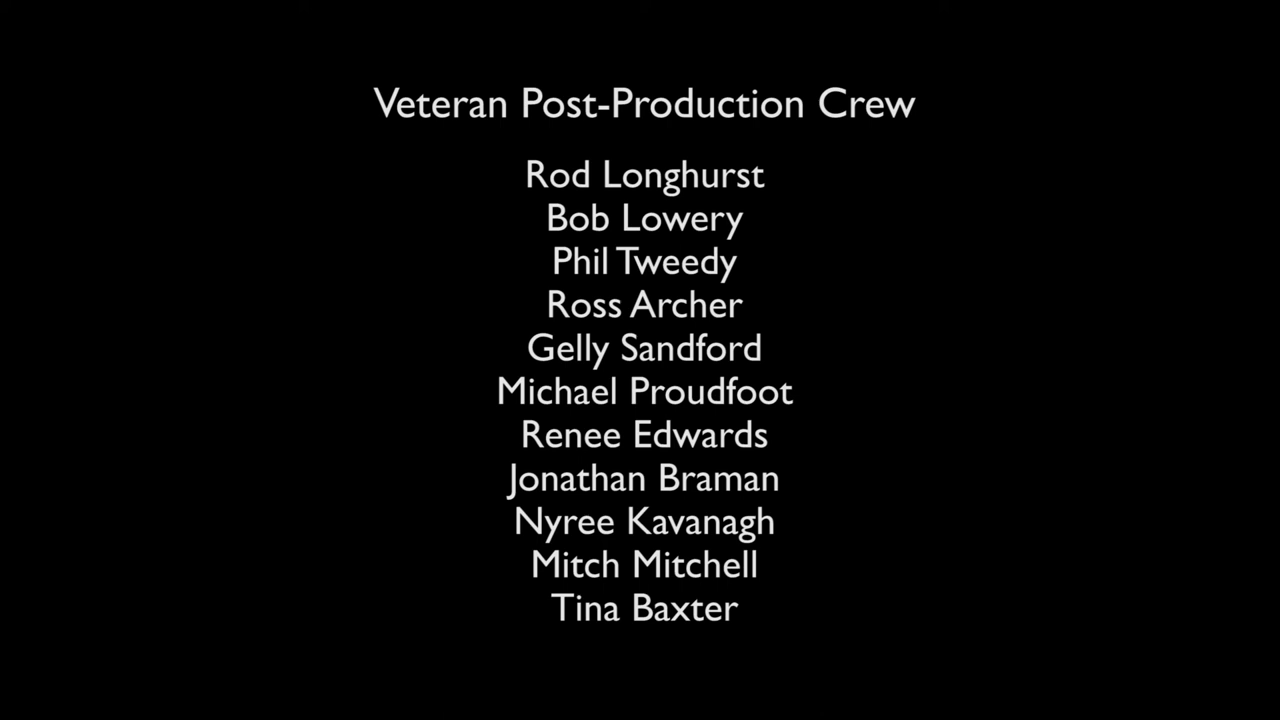 Veteran Post-Production Crew
Rod Longhurst
Bob Lowery
Phil Tweedy
Ross Archer
Gelly Sandford
Michael Proudfoot
Renee Edwards
Jonathan Braman
Nyree Kavanagh
Mitch Mitchell
Tina Baxter